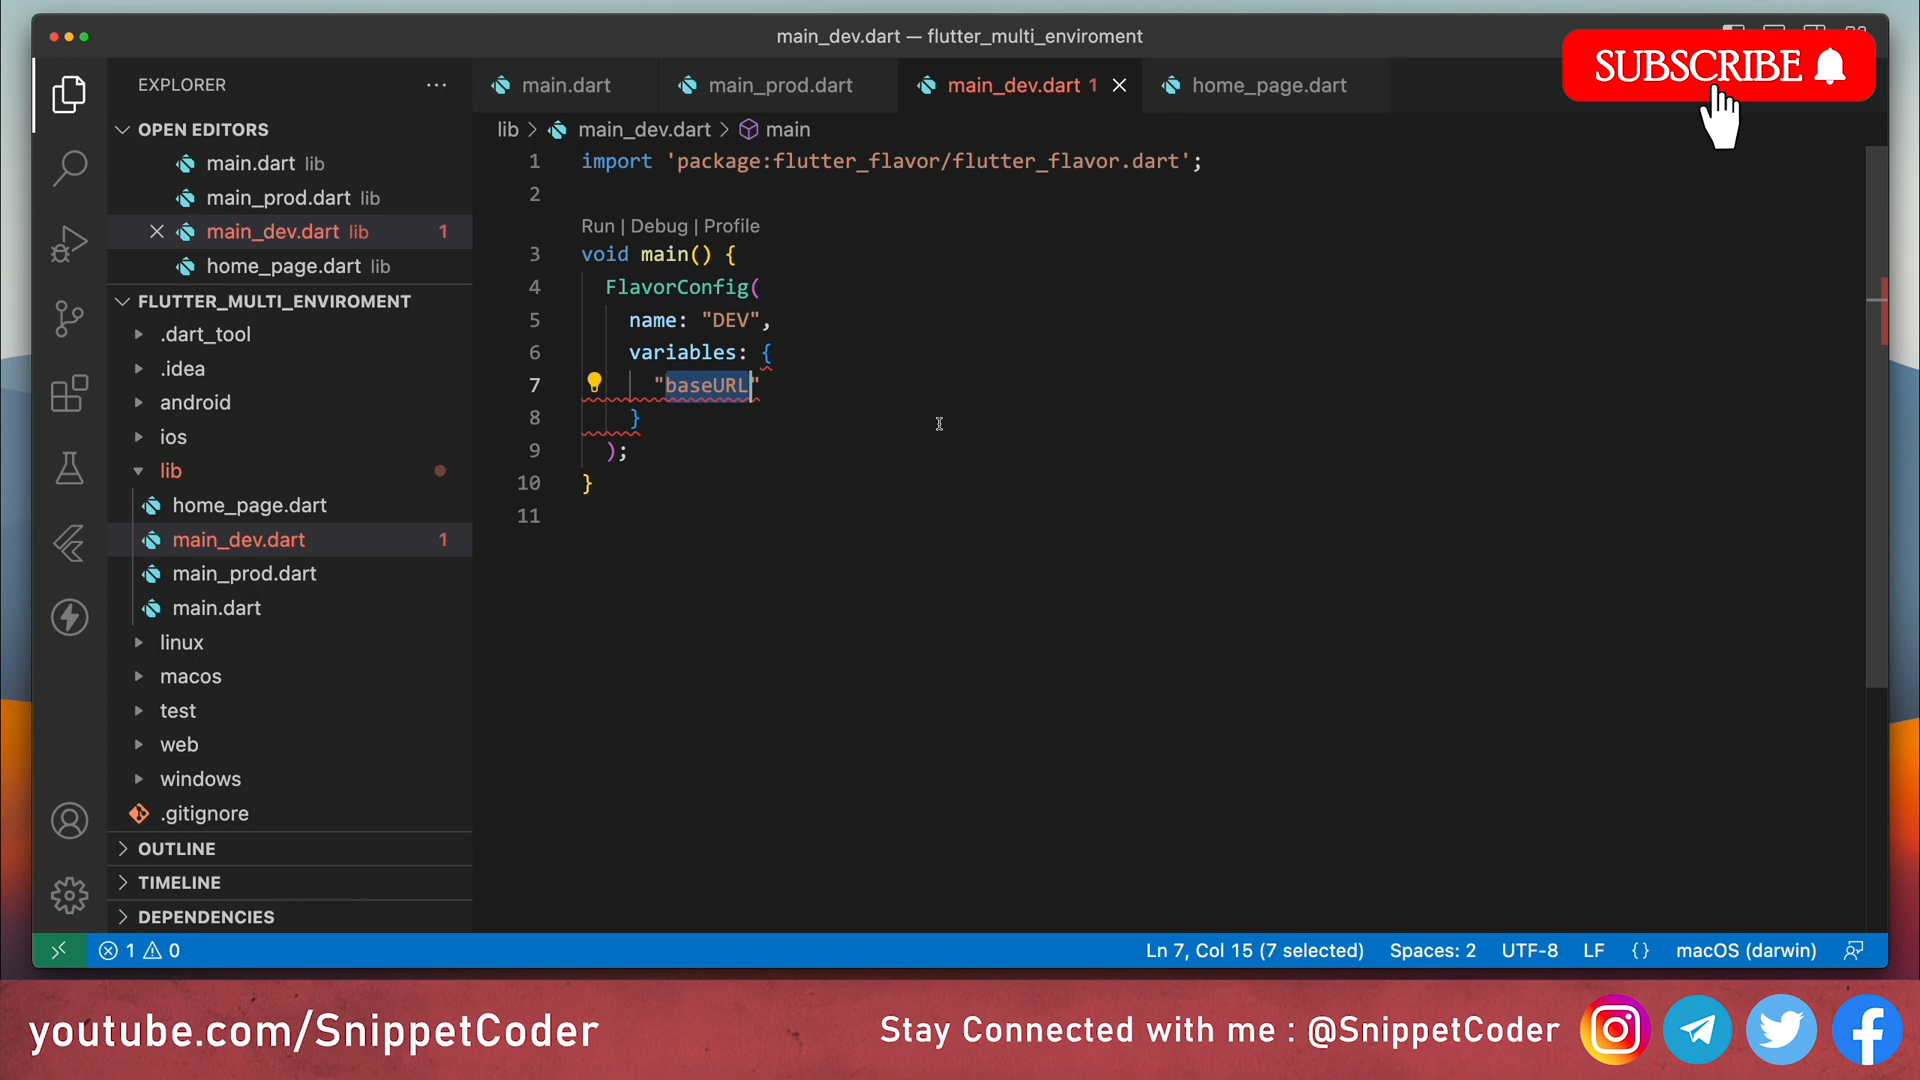 main_dev.dart — flutter_multi_enviroment
SUBSCRIBE
EXPLORER
main.dart
main_prod.dart
main_dev.dart 1
home_page.dart
OPEN EDITORS
main.dart lib
main_prod.dart lib
main_dev.dart lib 1
home_page.dart lib
FLUTTER_MULTI_ENVIROMENT
.dart_tool
.idea
android
ios
lib
home_page.dart
main_dev.dart 1
main_prod.dart
main.dart
linux
macos
test
web
windows
.gitignore
OUTLINE
TIMELINE
DEPENDENCIES
lib > main_dev.dart > main
1 import 'package:flutter_flavor/flutter_flavor.dart';
2
Run | Debug | Profile
3 void main() {
4 FlavorConfig(
5 name: "DEV",
6 variables: {
7 "baseURL"
8 }
9 );
10 }
11
1 0
Ln 7, Col 15 (7 selected)
Spaces: 2
UTF-8
LF
{}
macOS (darwin)
youtube.com/SnippetCoder
Stay Connected with me : @SnippetCoder